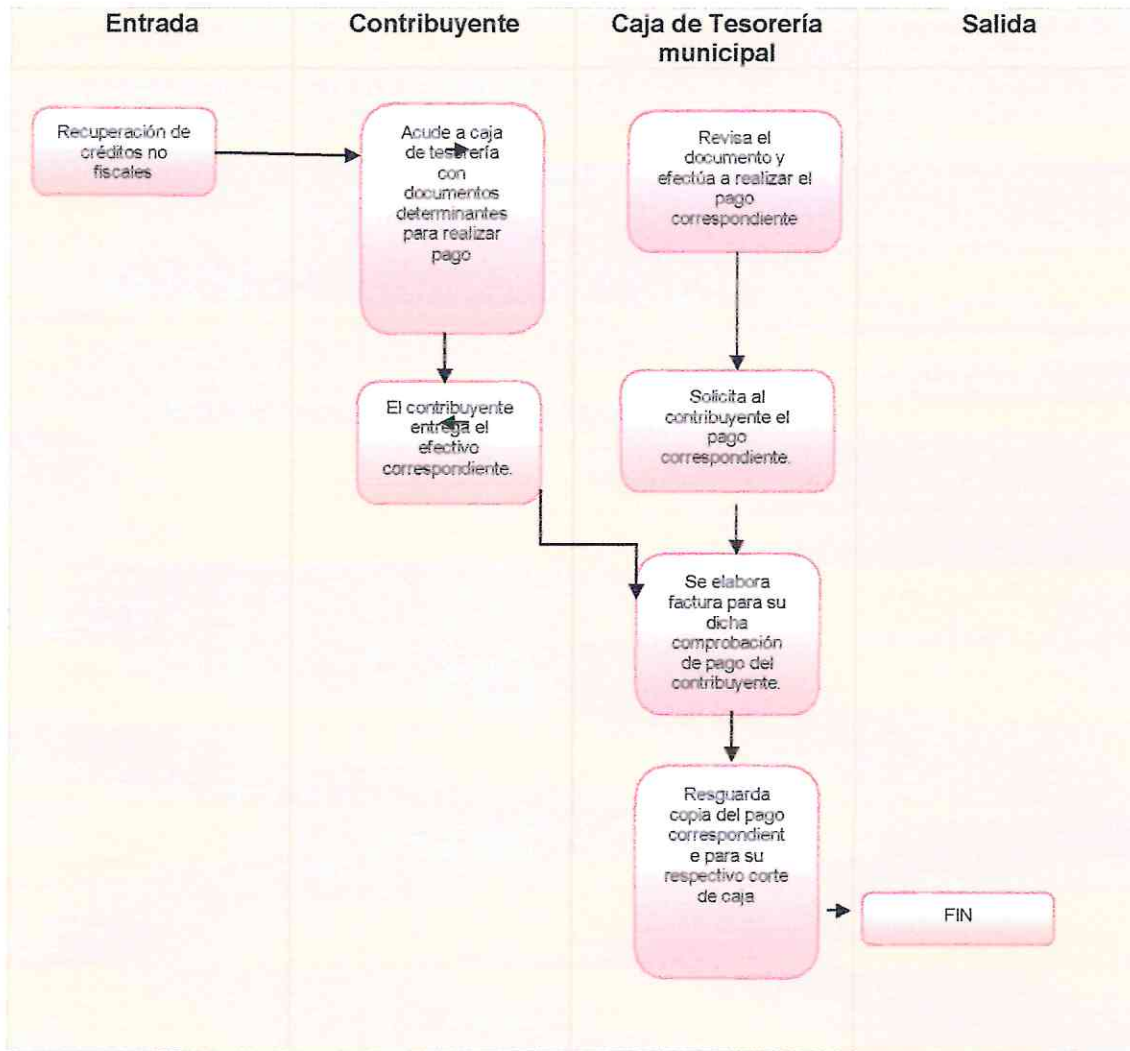 Entrada
Contribuyente
Caja de Tesorería
municipal
Salida
Recuperación de
créditos no
fiscales
Acude a caja
de tesorería
con
documentos
determinantes
para realizar
pago
Revisa el
documento y
efectúa a realizar el
pago
correspondiente
El contribuyente
entrega el
efectivo
correspondiente.
Solicita al
contribuyente el
pago
correspondiente.
Se elabora
factura para su
dicha
comprobación
de pago del
contribuyente.
Resguarda
copia del pago
correspondient
e para su
respectivo corte
de caja
FIN